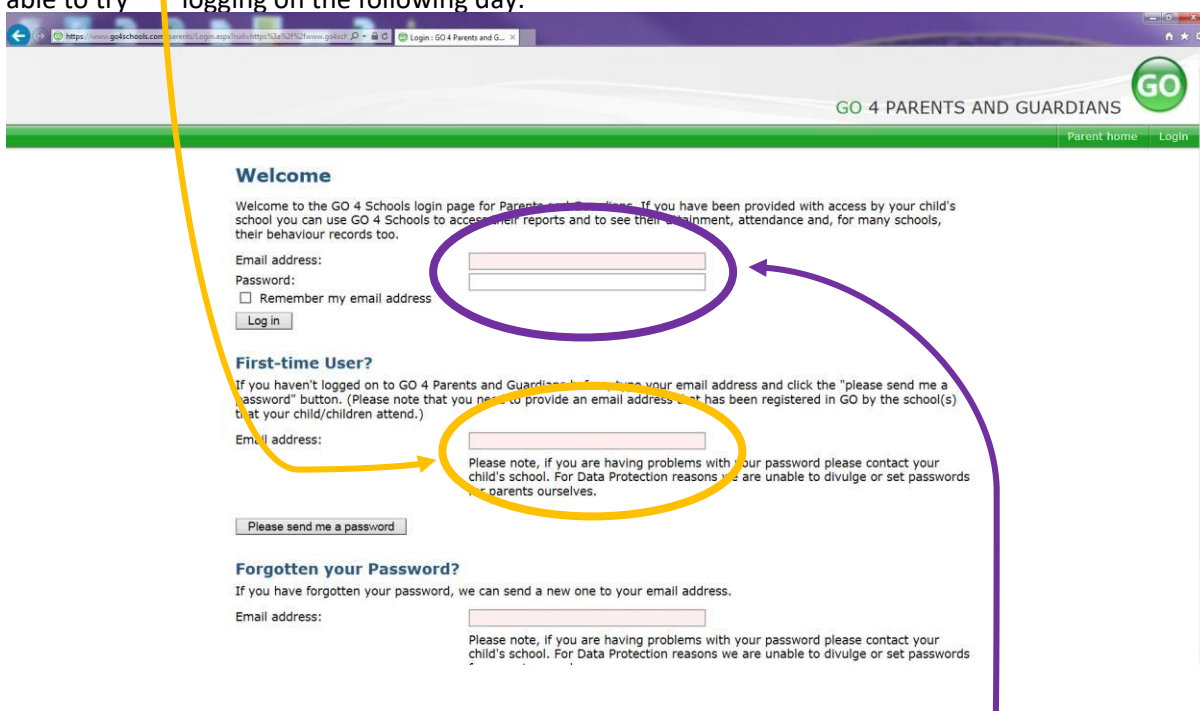 able to try logging on the following day.
https://www.go4schools.com/parents/Login.aspx?rurl=https%3a%2f%2fwww.go4sch
Login : GO 4 Parents and G...
GO
GO 4 PARENTS AND GUARDIANS
Parent home Login
Welcome
Welcome to the GO 4 Schools login page for Parents and Guardians. If you have been provided with access by your child's
school you can use GO 4 Schools to access their reports and to see their attainment, attendance and, for many schools,
their behaviour records too.
Email address:
Password:
Remember my email address
Log in
First-time User?
If you haven't logged on to GO 4 Parents and Guardians before, type your email address and click the "please send me a
password" button. (Please note that you need to provide an email address that has been registered in GO by the school(s)
that your child/children attend.)
Email address:
Please note, if you are having problems with your password please contact your
child's school. For Data Protection reasons we are unable to divulge or set passwords
for parents ourselves.
Please send me a password
Forgotten your Password?
If you have forgotten your password, we can send a new one to your email address.
Email address:
Please note, if you are having problems with your password please contact your
child's school. For Data Protection reasons we are unable to divulge or set passwords